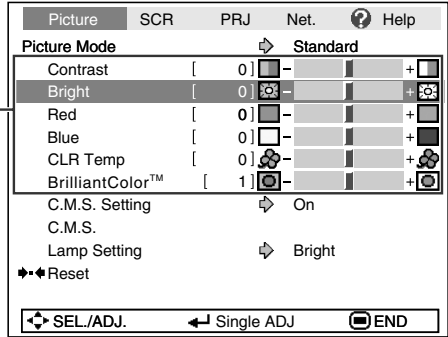 Picture SCR PRJ Net. ? Help
Picture Mode Standard
Contrast [ 0] - +
Bright [ 0] - +
Red [ 0] - +
Blue [ 0] - +
CLR Temp [ 0] - +
BrilliantColor™ [ 1] - +
C.M.S. Setting On
C.M.S.
Lamp Setting Bright
Reset
SEL./ADJ. Single ADJ END